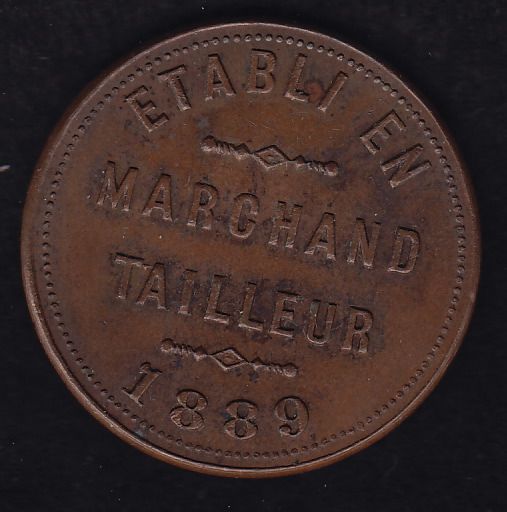 ETABLI EN
MARCHAND
TAILLEUR
1889